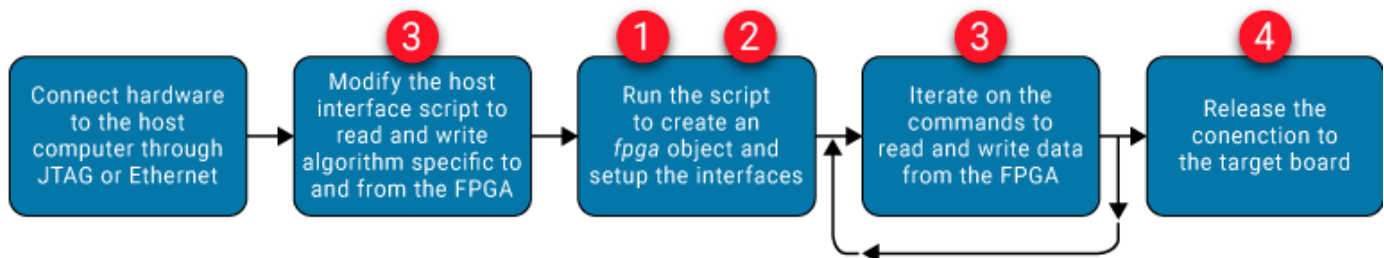 3
1
2
3
4
Connect hardware
to the host
computer through
JTAG or Ethernet
Modify the host
interface script to
read and write
algorithm specific to
and from the FPGA
Run the script
to create an
fpga object and
setup the interfaces
Iterate on the
commands to
read and write data
from the FPGA
Release the
conenction to
the target board